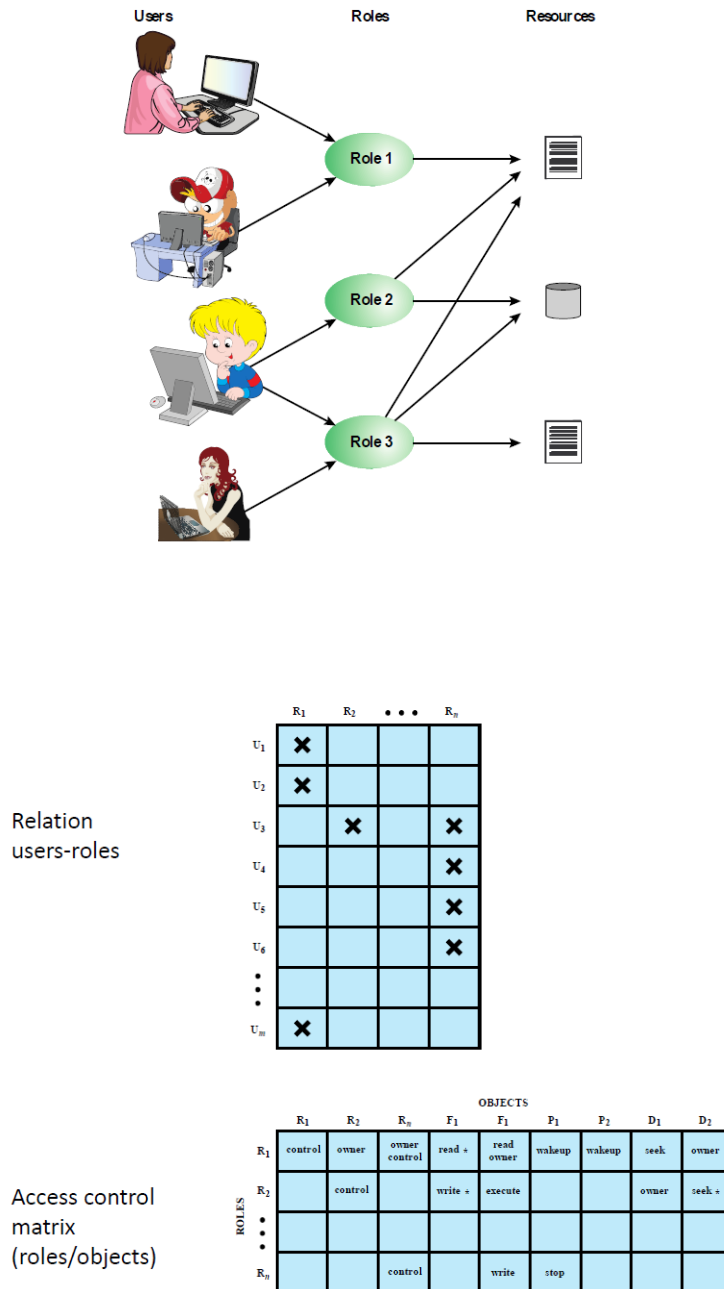 Users Roles Resources
Role 1
Role 2
Role 3
R1 R2 • • • Rn
U1
U2
U3
Relation
users-roles
U4
U5
U6
Um
OBJECTS
R1 R2 Rn F1 F1 P1 P2 D1 D2
R1 control owner owner control read * read owner wakeup wakeup seek owner
ROLES
R2 control write * execute owner seek *
Access control
matrix
(roles/objects)
Rn control write stop